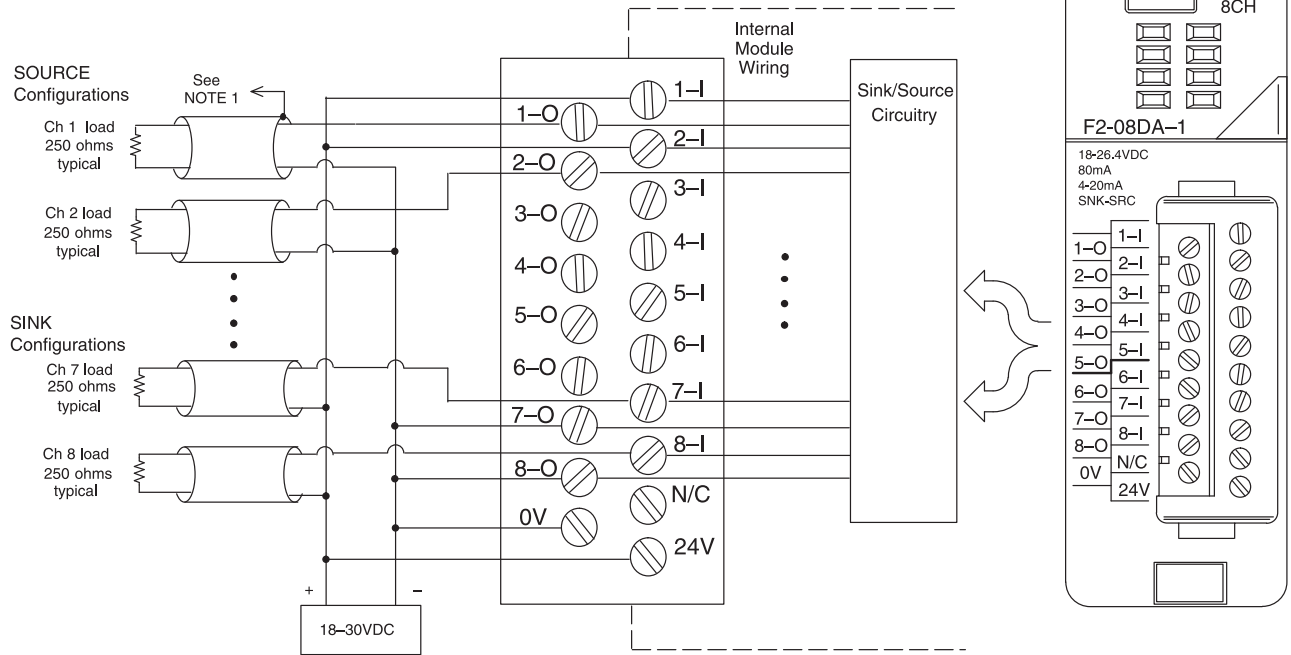 SOURCE
Configurations
See
NOTE 1
Ch 1 load
250 ohms
typical
Ch 2 load
250 ohms
typical
SINK
Configurations
Ch 7 load
250 ohms
typical
Ch 8 load
250 ohms
typical
+
–
18–30VDC
Internal
Module
Wiring
1–I
1–O
2–I
2–O
3–I
3–O
4–I
4–O
5–I
5–O
6–I
6–O
7–I
7–O
8–I
8–O
N/C
0V
24V
Sink/Source
Circuitry
8CH
F2-08DA–1
18-26.4VDC
80mA
4-20mA
SNK-SRC
1–I
1–O
2–I
2–O
3–I
3–O
4–I
4–O
5–I
5–O
6–I
6–O
7–I
7–O
8–I
8–O
N/C
0V
24V